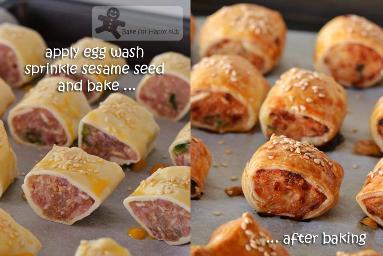 Bake for Happy Kids
apply egg wash
sprinkle sesame seed
and bake ...
... after baking